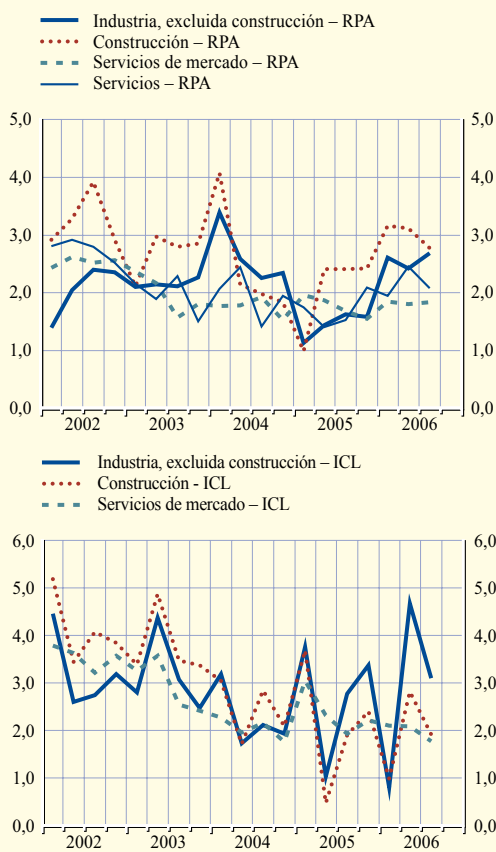 Industria, excluida construcción – RPA
Construcción – RPA
Servicios de mercado – RPA
Servicios – RPA
5,0 5,0
4,0 4,0
3,0 3,0
2,0 2,0
1,0 1,0
0,0 0,0
2002 2003 2004 2005 2006
Industria, excluida construcción – ICL
Construcción - ICL
Servicios de mercado – ICL
6,0 6,0
5,0 5,0
4,0 4,0
3,0 3,0
2,0 2,0
1,0 1,0
0,0 0,0
2002 2003 2004 2005 2006